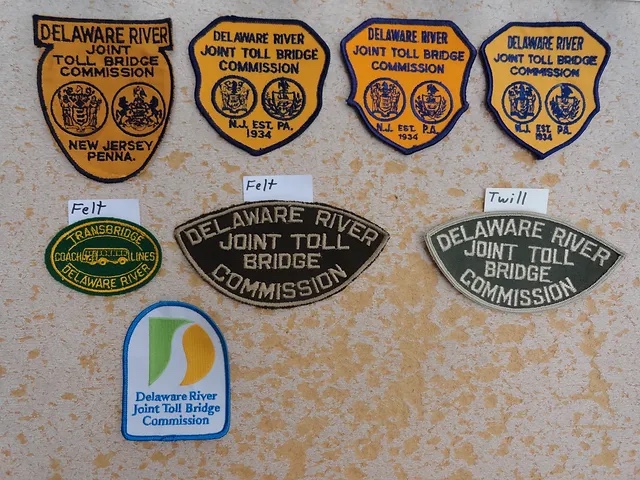 DELAWARE RIVER
JOINT
TOLL BRIDGE
COMMISSION
NEW JERSEY
PENNA.
DELAWARE RIVER
JOINT TOLL BRIDGE
COMMISSION
N.J. EST. PA.
1934
DELAWARE RIVER
JOINT TOLL BRIDGE
COMMISSION
N.J. EST. P.A.
1934
DELAWARE RIVER
JOINT TOLL BRIDGE
COMMISSION
N.J. EST. PA.
1934
Felt
TRANSBRIDGE
COACH LINES
DELAWARE RIVER
Felt
DELAWARE RIVER
JOINT TOLL
BRIDGE
COMMISSION
Twill
DELAWARE RIVER
JOINT TOLL
BRIDGE
COMMISSION
Delaware River
Joint Toll Bridge
Commission